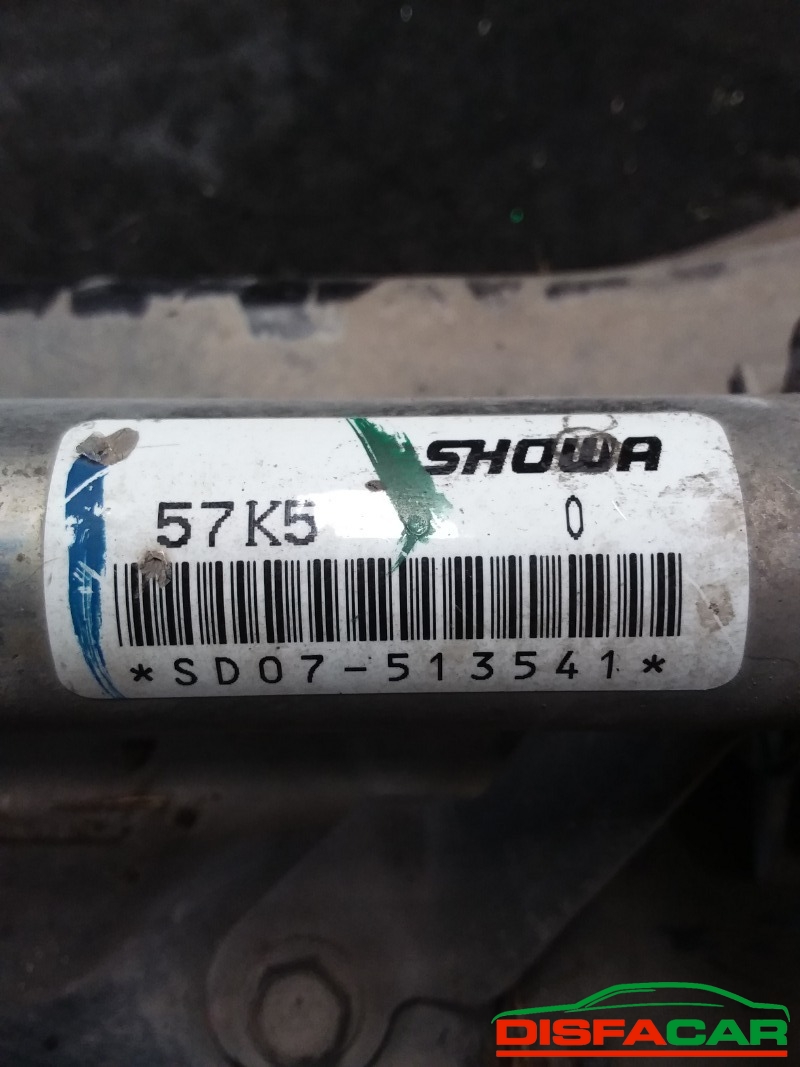 SHOWA
57K5 0
*SD07-513541*
DISFACAR